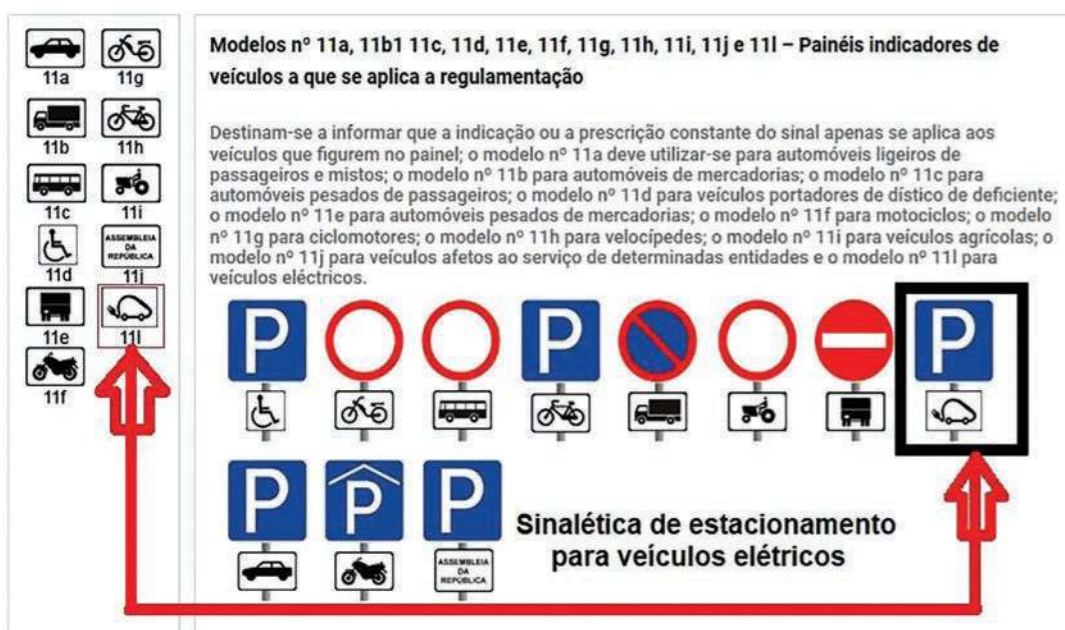 11a 11g
11b 11h
11c 11i
ASSEMBLEIA
DA
REPÚBLICA
11d 11j
11e 11l
11f
Modelos nº 11a, 11b1 11c, 11d, 11e, 11f, 11g, 11h, 11i, 11j e 11l – Painéis indicadores de
veículos a que se aplica a regulamentação
Destinam-se a informar que a indicação ou a prescrição constante do sinal apenas se aplica aos
veículos que figurem no painel; o modelo nº 11a deve utilizar-se para automóveis ligeiros de
passageiros e mistos; o modelo nº 11b para automóveis de mercadorias; o modelo nº 11c para
automóveis pesados de passageiros; o modelo nº 11d para veículos portadores de dístico de deficiente;
o modelo nº 11e para automóveis pesados de mercadorias; o modelo nº 11f para motociclos; o modelo
nº 11g para ciclomotores; o modelo nº 11h para velocípedes; o modelo nº 11i para veículos agrícolas; o
modelo nº 11j para veículos afetos ao serviço de determinadas entidades e o modelo nº 11l para
veículos eléctricos.
P P P
P P P
ASSEMBLEIA
DA
REPÚBLICA
Sinalética de estacionamento
para veículos elétricos